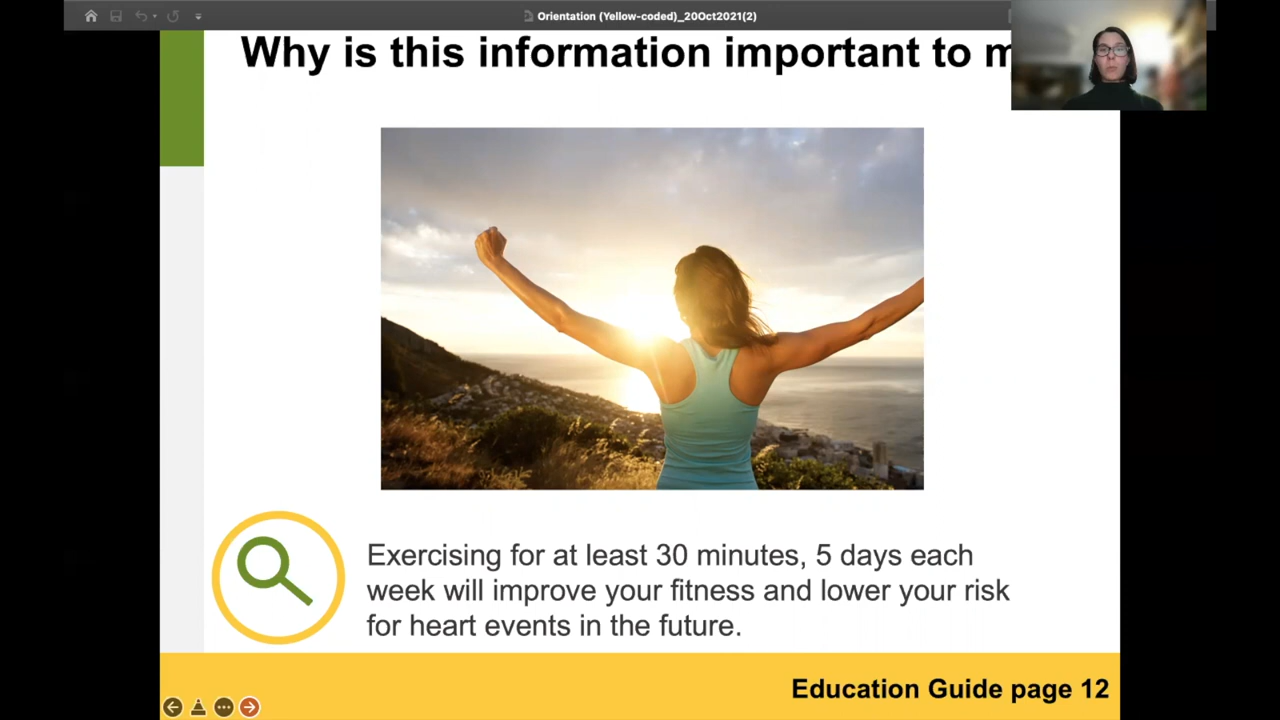 Orientation (Yellow-coded)_20Oct2021(2)
Why is this information important to m
Exercising for at least 30 minutes, 5 days each
week will improve your fitness and lower your risk
for heart events in the future.
Education Guide page 12